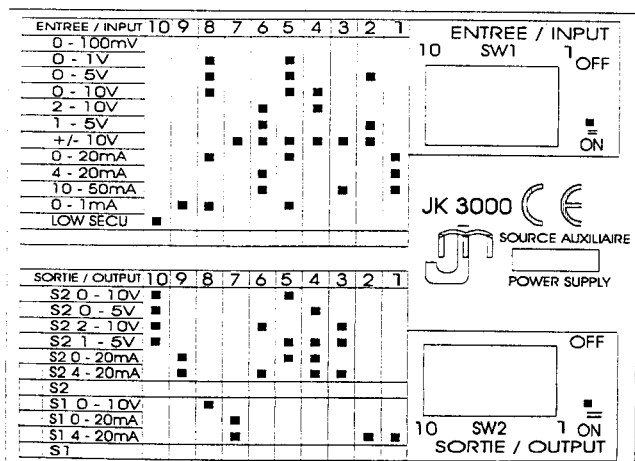 ENTREE / INPUT 10 9 8 7 6 5 4 3 2 1
0 - 100mV
0 - 1V
0 - 5V
0 - 10V
2 - 10V
1 - 5V
+/- 10V
0 - 20mA
4 - 20mA
10 - 50mA
0 - 1mA
LOW SECU
SORTIE / OUTPUT 10 9 8 7 6 5 4 3 2 1
S2 0 - 10V
S2 0 - 5V
S2 2 - 10V
S2 1 - 5V
S2 0 - 20mA
S2 4 - 20mA
S2
S1 0 - 10V
S1 0 - 20mA
S1 4 - 20mA
S1
ENTREE / INPUT
10 SW1 1
OFF
ON
JK 3000 CE
jm
SOURCE AUXILIAIRE
POWER SUPPLY
OFF
10 SW2 1 ON
SORTIE / OUTPUT